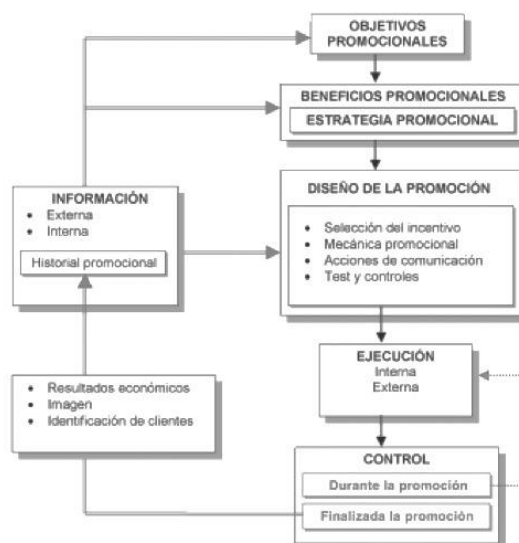 OBJETIVOS
PROMOCIONALES
BENEFICIOS PROMOCIONALES
ESTRATEGIA PROMOCIONAL
DISEÑO DE LA PROMOCIÓN
• Selección del incentivo
• Mecánica promocional
• Acciones de comunicación
• Test y controles
INFORMACIÓN
• Externa
• Interna
Historial promocional
EJECUCIÓN
Interna
Externa
• Resultados económicos
• Imagen
• Identificación de clientes
CONTROL
Durante la promoción
Finalizada la promoción